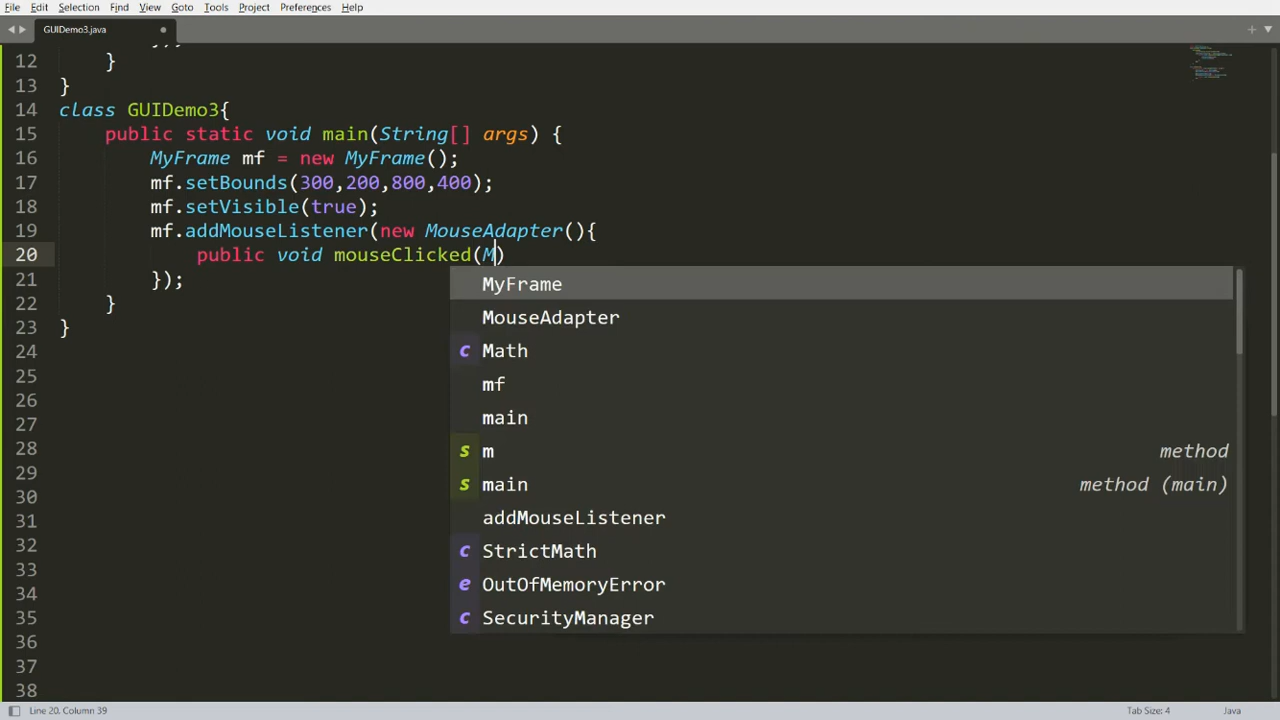 File Edit Selection Find View Goto Tools Project Preferences Help
GUIDemo3.java
12 }
13 }
14 class GUIDemo3{
15 public static void main(String[] args) {
16 MyFrame mf = new MyFrame();
17 mf.setBounds(300,200,800,400);
18 mf.setVisible(true);
19 mf.addMouseListener(new MouseAdapter(){
20 public void mouseClicked(M)
21 });
22 }
23 }
24
25
26
27
28
29
30
31
32
33
34
35
36
37
38
MyFrame
MouseAdapter
c Math
mf
main
s m method
s main method (main)
addMouseListener
c StrictMath
e OutOfMemoryError
c SecurityManager
Line 20, Column 39 Tab Size: 4 Java